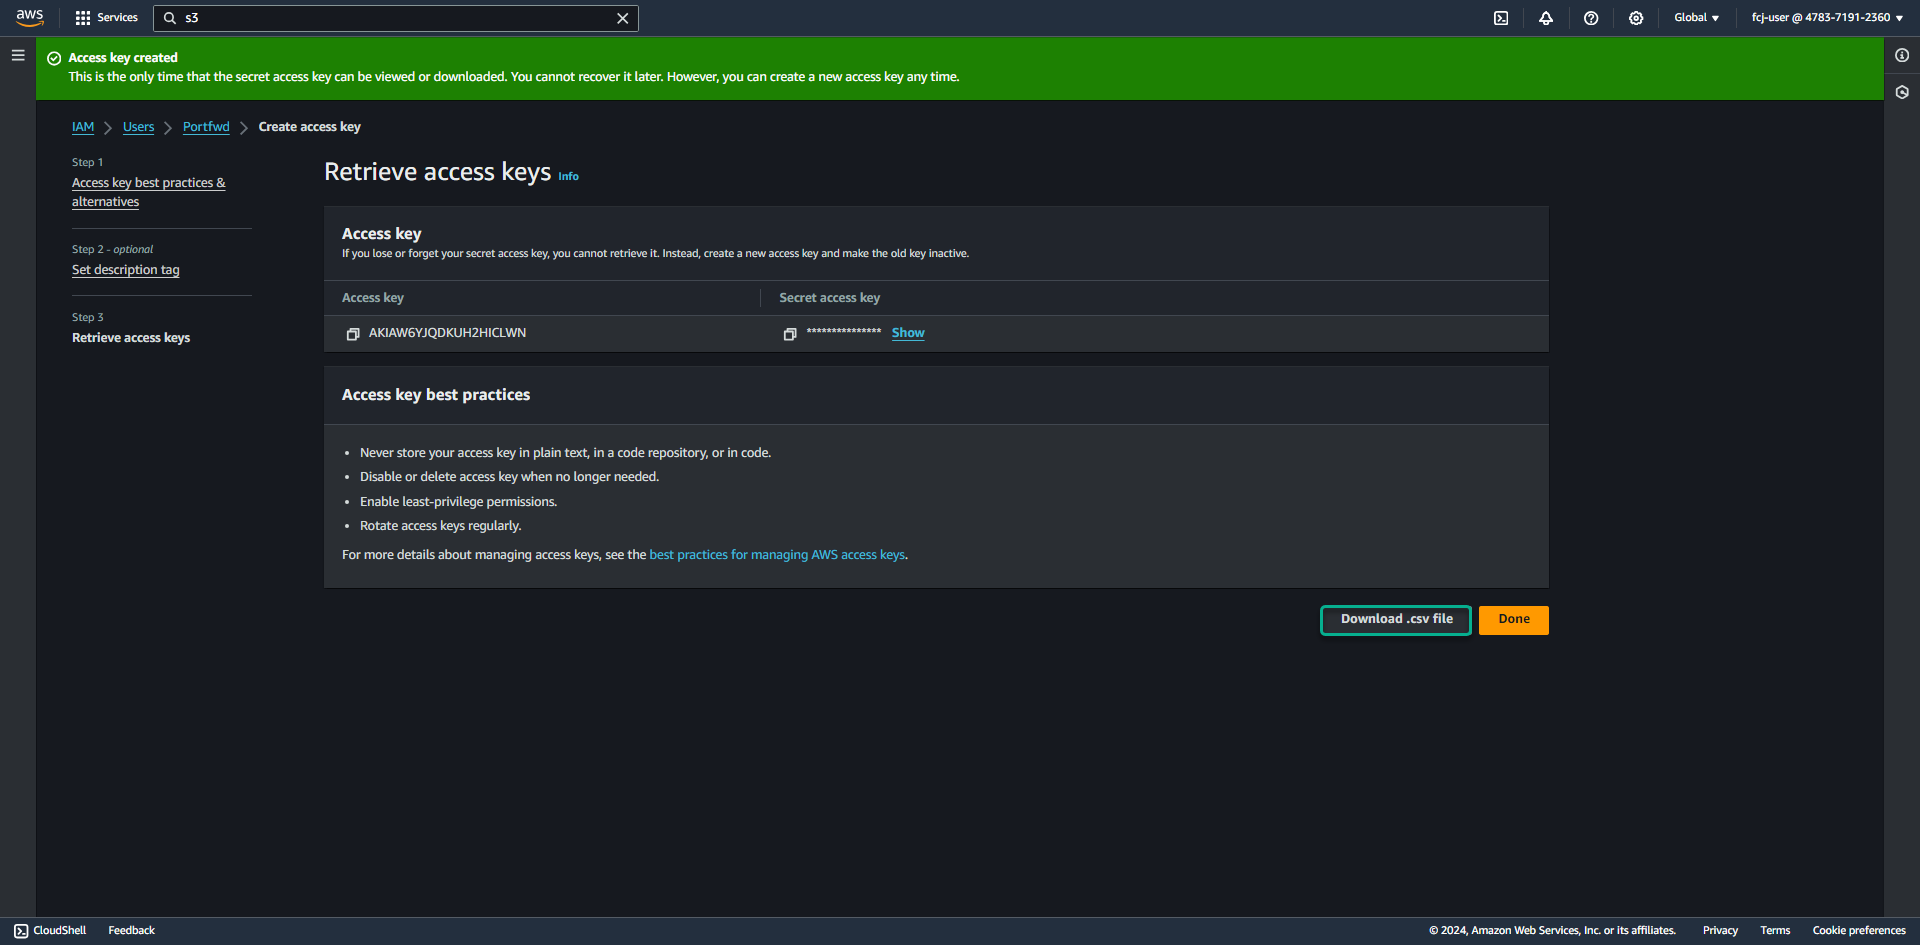 aws
Services
s3
Global
fcj-user @ 4783-7191-2360
Access key created
This is the only time that the secret access key can be viewed or downloaded. You cannot recover it later. However, you can create a new access key any time.
IAM > Users > Portfwd > Create access key
Step 1
Access key best practices &
alternatives
Step 2 - optional
Set description tag
Step 3
Retrieve access keys
Retrieve access keys Info
Access key
If you lose or forget your secret access key, you cannot retrieve it. Instead, create a new access key and make the old key inactive.
Access key
Secret access key
AKIAW6YJQDKUH2HICLWN
*************** Show
Access key best practices
• Never store your access key in plain text, in a code repository, or in code.
• Disable or delete access key when no longer needed.
• Enable least-privilege permissions.
• Rotate access keys regularly.
For more details about managing access keys, see the best practices for managing AWS access keys.
Download .csv file
Done
CloudShell
Feedback
© 2024, Amazon Web Services, Inc. or its affiliates.
Privacy
Terms
Cookie preferences